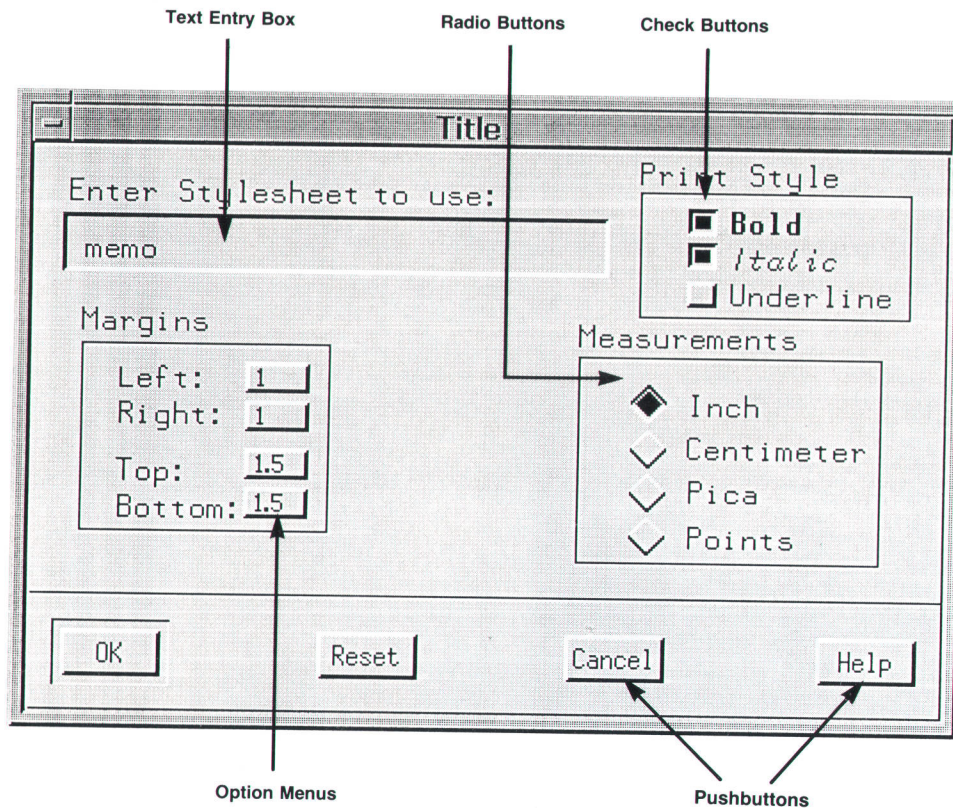 Text Entry Box
Radio Buttons
Check Buttons
Title
Enter Stylesheet to use:
memo
Print Style
Bold
Italic
Underline
Margins
Left: 1
Right: 1
Top: 1.5
Bottom: 1.5
Measurements
Inch
Centimeter
Pica
Points
OK
Reset
Cancel
Help
Option Menus
Pushbuttons